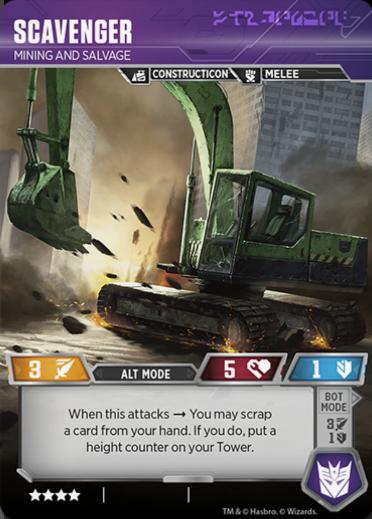 SCAVENGER
MINING AND SALVAGE
CONSTRUCTICON
MELEE
3
ALT MODE
5
1
When this attacks → You may scrap
a card from your hand. If you do, put a
height counter on your Tower.
BOT
MODE
3
1
★★★★
TM & © Hasbro. © Wizards.